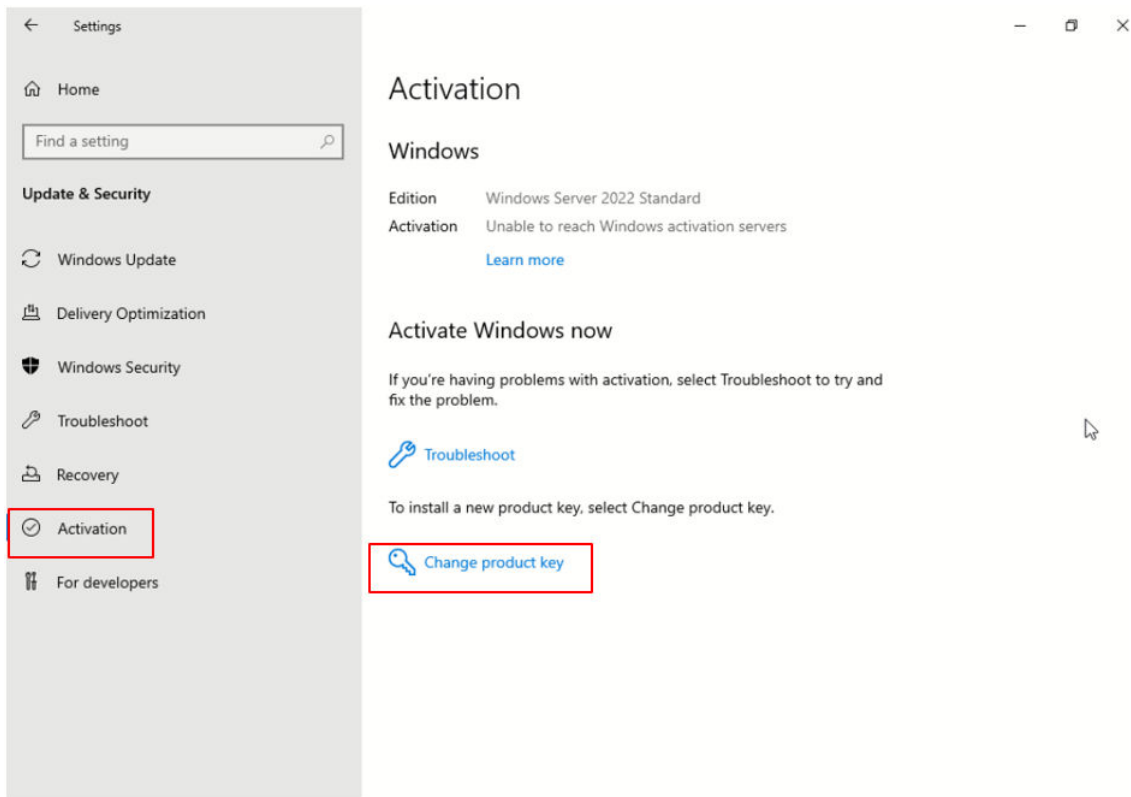 Settings
Home
Find a setting
Update & Security
Windows Update
Delivery Optimization
Windows Security
Troubleshoot
Recovery
Activation
For developers
Activation
Windows
Edition Windows Server 2022 Standard
Activation Unable to reach Windows activation servers
Learn more
Activate Windows now
If you're having problems with activation, select Troubleshoot to try and
fix the problem.
Troubleshoot
To install a new product key, select Change product key.
Change product key